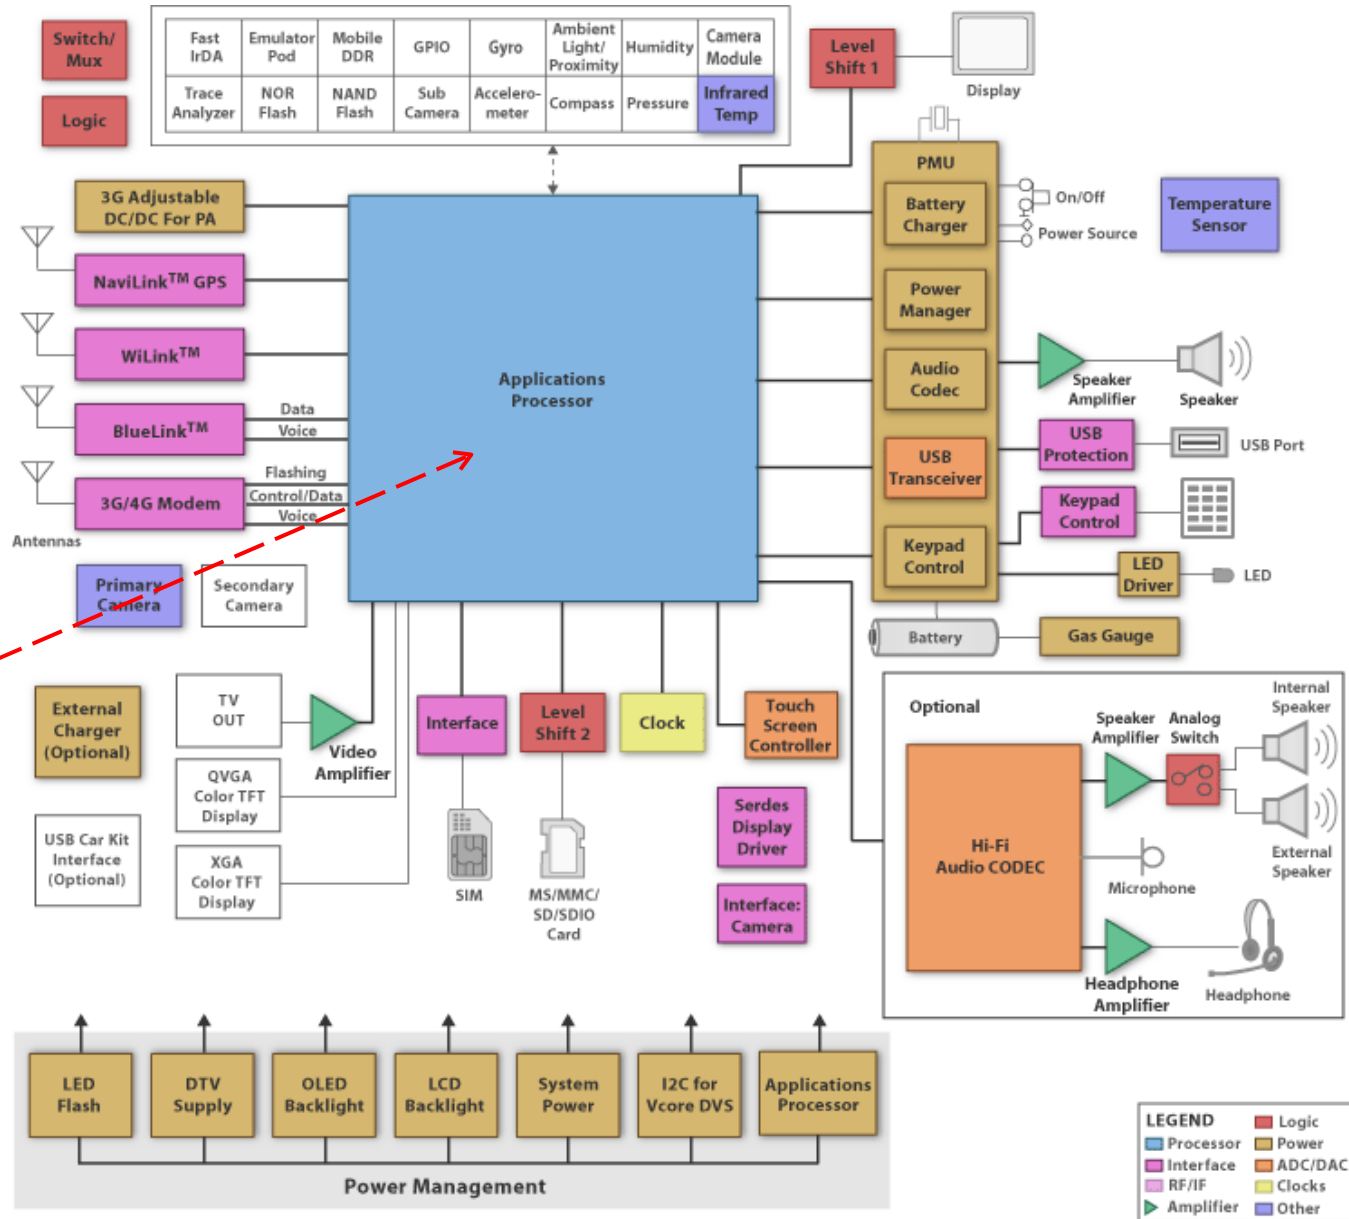 Switch/
Mux
Logic
Fast
IrDA
Emulator
Pod
Mobile
DDR
GPIO
Gyro
Ambient
Light/
Proximity
Humidity
Camera
Module
Trace
Analyzer
NOR
Flash
NAND
Flash
Sub
Camera
Accelero-
meter
Compass
Pressure
Infrared
Temp
Level
Shift 1
Display
3G Adjustable
DC/DC For PA
NaviLink™ GPS
WiLink™
BlueLink™
Data
Voice
3G/4G Modem
Flashing
Control/Data
Voice
Antennas
Applications
Processor
PMU
Battery
Charger
On/Off
Power Source
Temperature
Sensor
Power
Manager
Audio
Codec
Speaker
Amplifier
Speaker
USB
Transceiver
USB
Protection
USB Port
Keypad
Control
Keypad
Control
LED
Driver
LED
Battery
Gas Gauge
Primary
Camera
Secondary
Camera
External
Charger
(Optional)
TV
OUT
Video
Amplifier
QVGA
Color TFT
Display
USB Car Kit
Interface
(Optional)
XGA
Color TFT
Display
Interface
SIM
Level
Shift 2
MS/MMC/
SD/SDIO
Card
Clock
Touch
Screen
Controller
Serdes
Display
Driver
Interface:
Camera
Optional
Hi-Fi
Audio CODEC
Speaker
Amplifier
Analog
Switch
Internal
Speaker
External
Speaker
Microphone
Headphone
Amplifier
Headphone
LED
Flash
DTV
Supply
OLED
Backlight
LCD
Backlight
System
Power
I2C for
Vcore DVS
Applications
Processor
Power Management
LEGEND
Processor
Interface
RF/IF
Amplifier
Logic
Power
ADC/DAC
Clocks
Other